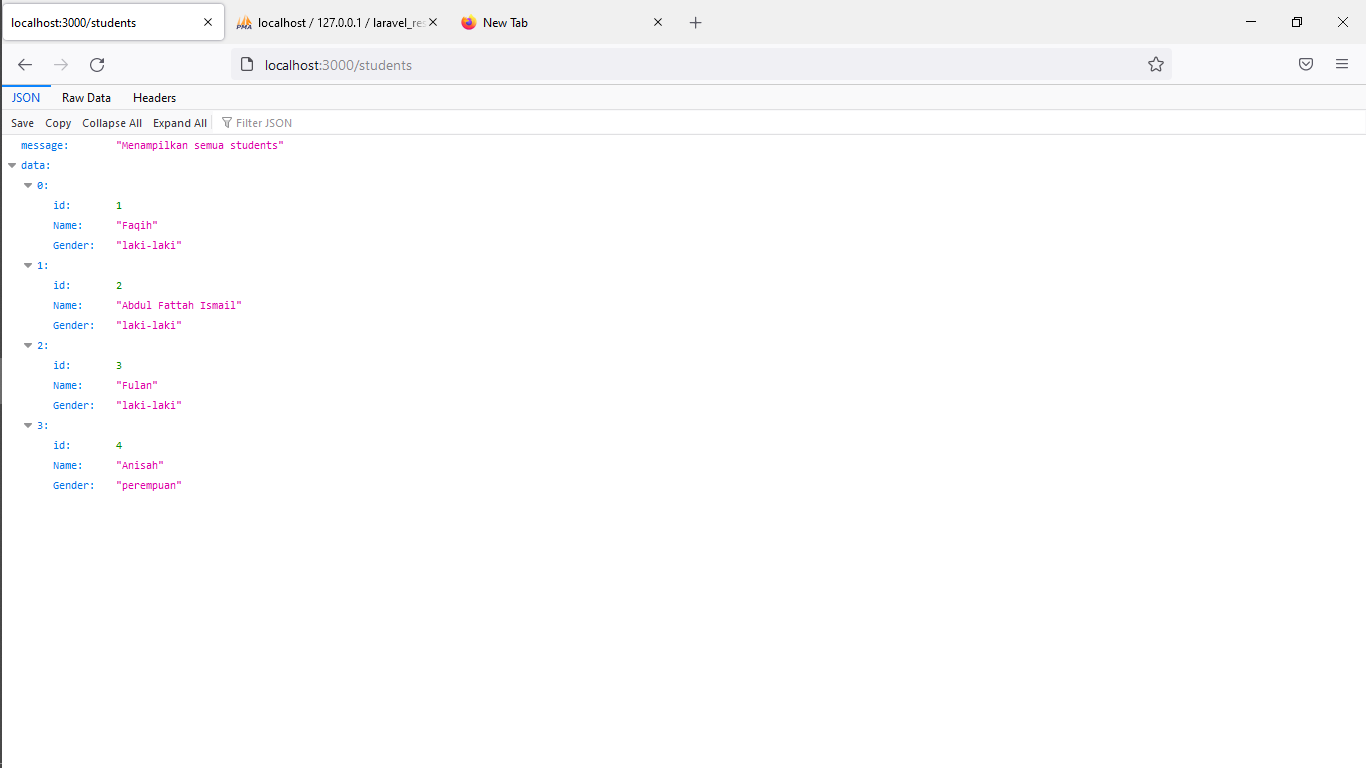 localhost:3000/students
localhost / 127.0.0.1 / laravel_res
New Tab
localhost:3000/students
JSON Raw Data Headers
Save Copy Collapse All Expand All Filter JSON
message: "Menampilkan semua students"
data:
0:
id: 1
Name: "Faqih"
Gender: "laki-laki"
1:
id: 2
Name: "Abdul Fattah Ismail"
Gender: "laki-laki"
2:
id: 3
Name: "Fulan"
Gender: "laki-laki"
3:
id: 4
Name: "Anisah"
Gender: "perempuan"